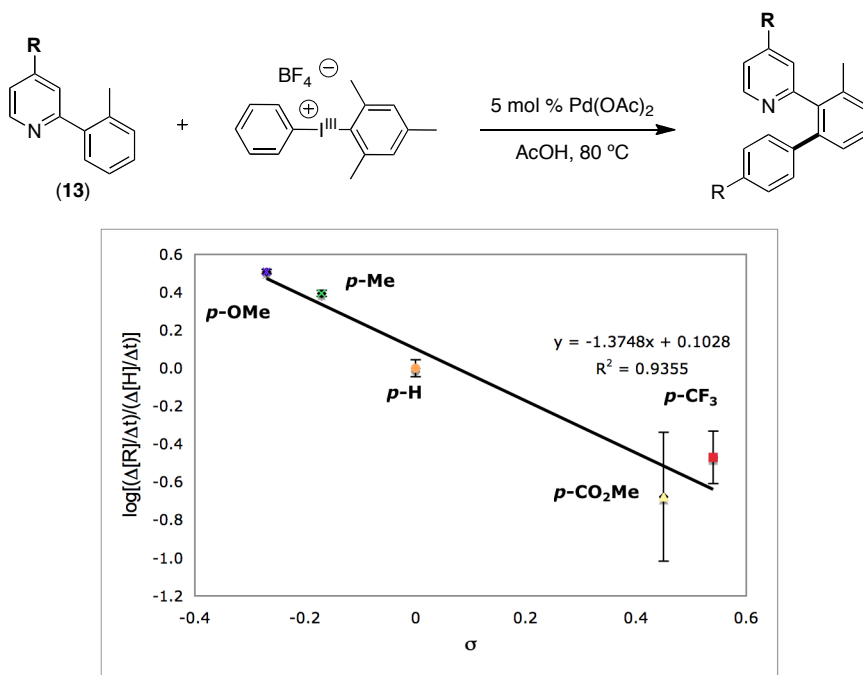 R
N
(13)
+
BF4 ⊖
⊕
I III
5 mol % Pd(OAc)2
AcOH, 80 ºC
R
N
R
0.6
0.4
0.2
0.0
-0.2
-0.4
-0.6
-0.8
-1.0
-1.2
log[(Δ[R]/Δt)/(Δ[H]/Δt)]
p-OMe
p-Me
p-H
y = -1.3748x + 0.1028
R² = 0.9355
p-CF3
p-CO2Me
-0.4
-0.2
0
0.2
0.4
0.6
σ